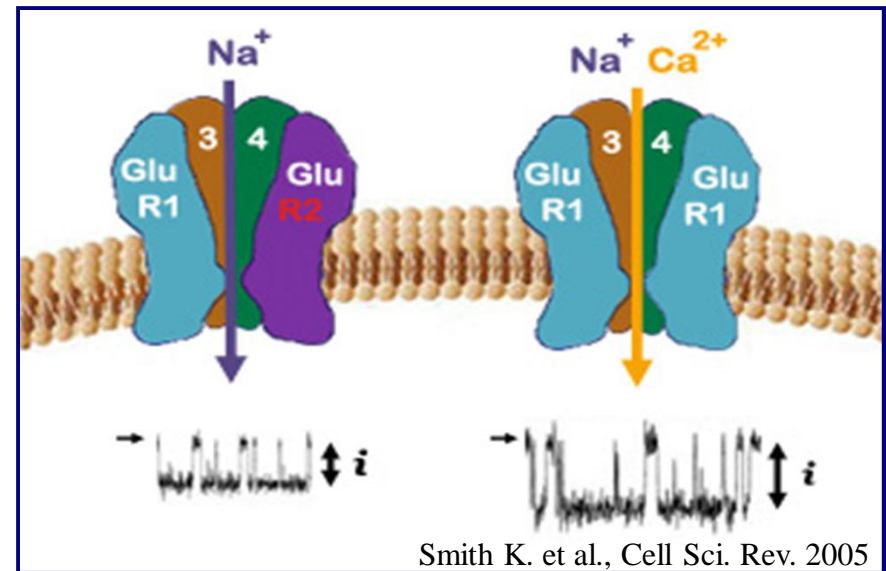 Na+
Na+ Ca2+
3 4
Glu
R1
Glu
R2
3 4
Glu
R1
Glu
R1
i
i
Smith K. et al., Cell Sci. Rev. 2005